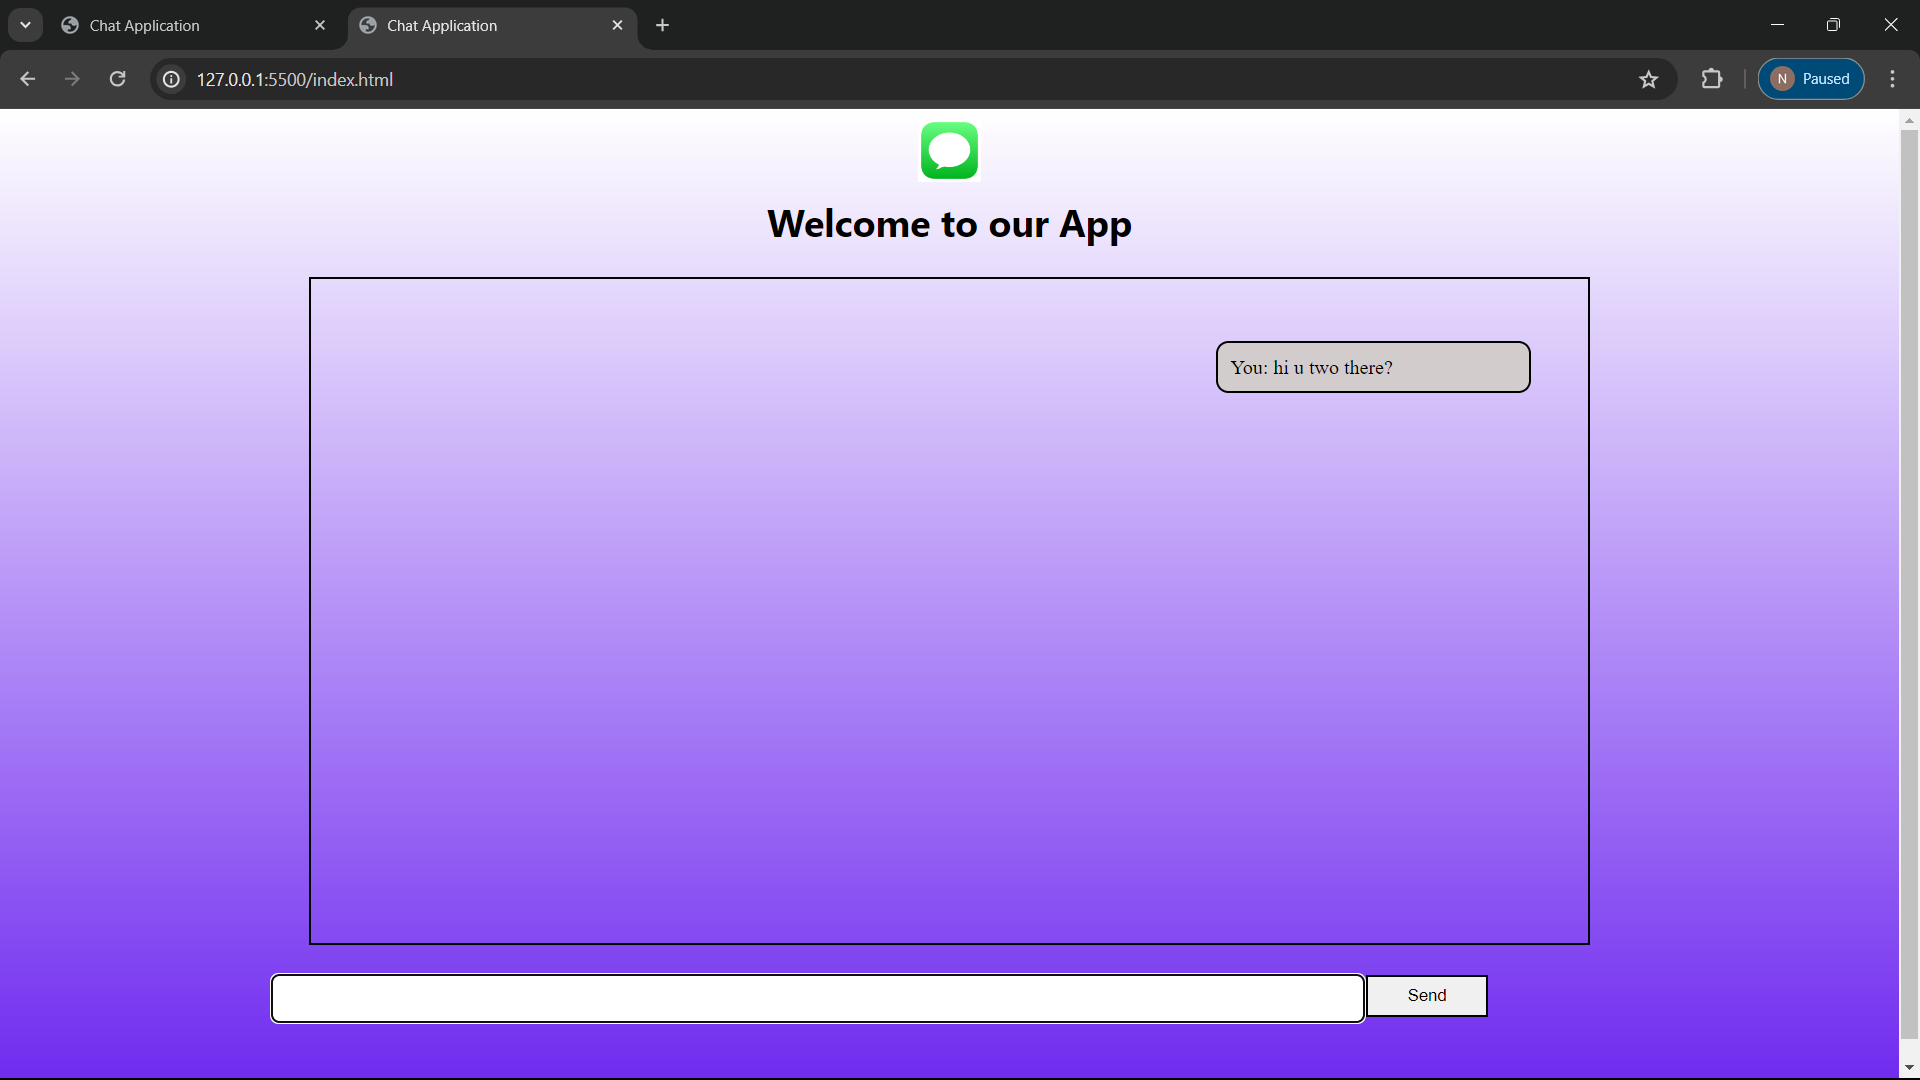 Chat Application
Chat Application
127.0.0.1:5500/index.html
N
Paused
Welcome to our App
You: hi u two there?
Send